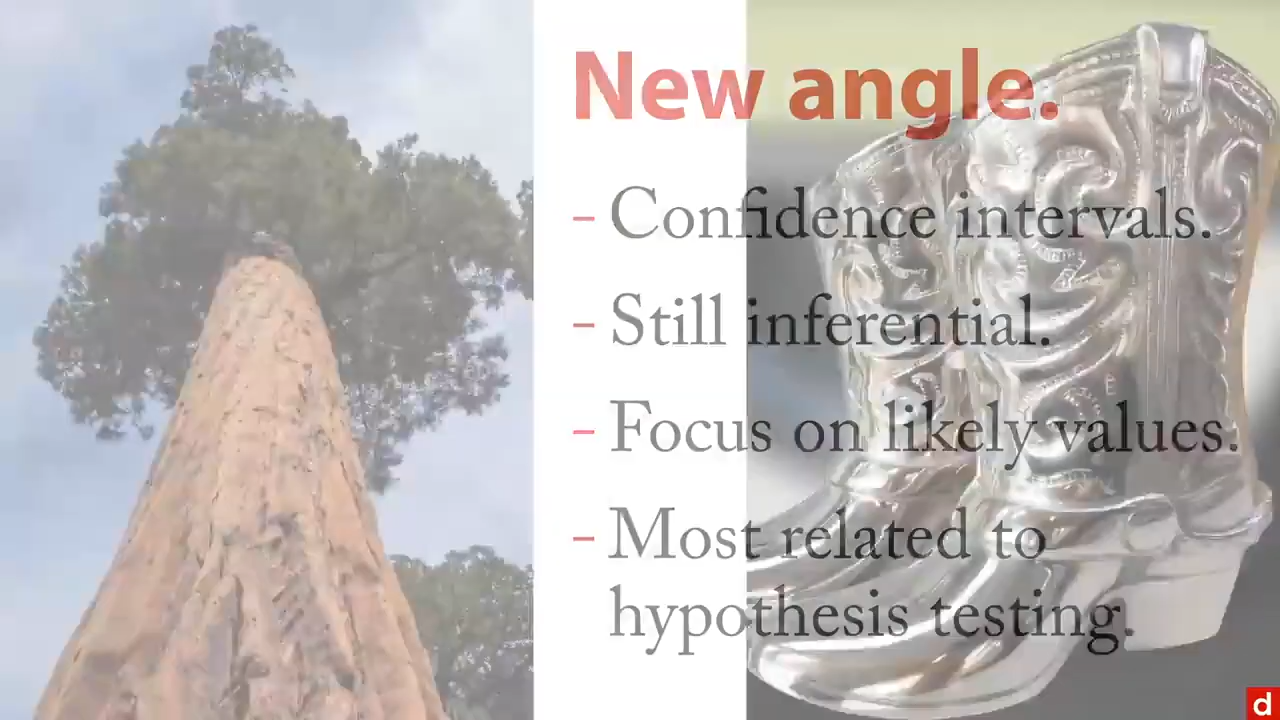 New angle.
– Confidence intervals.
– Still inferential.
– Focus on likely values.
– Most related to
hypothesis testing.
d